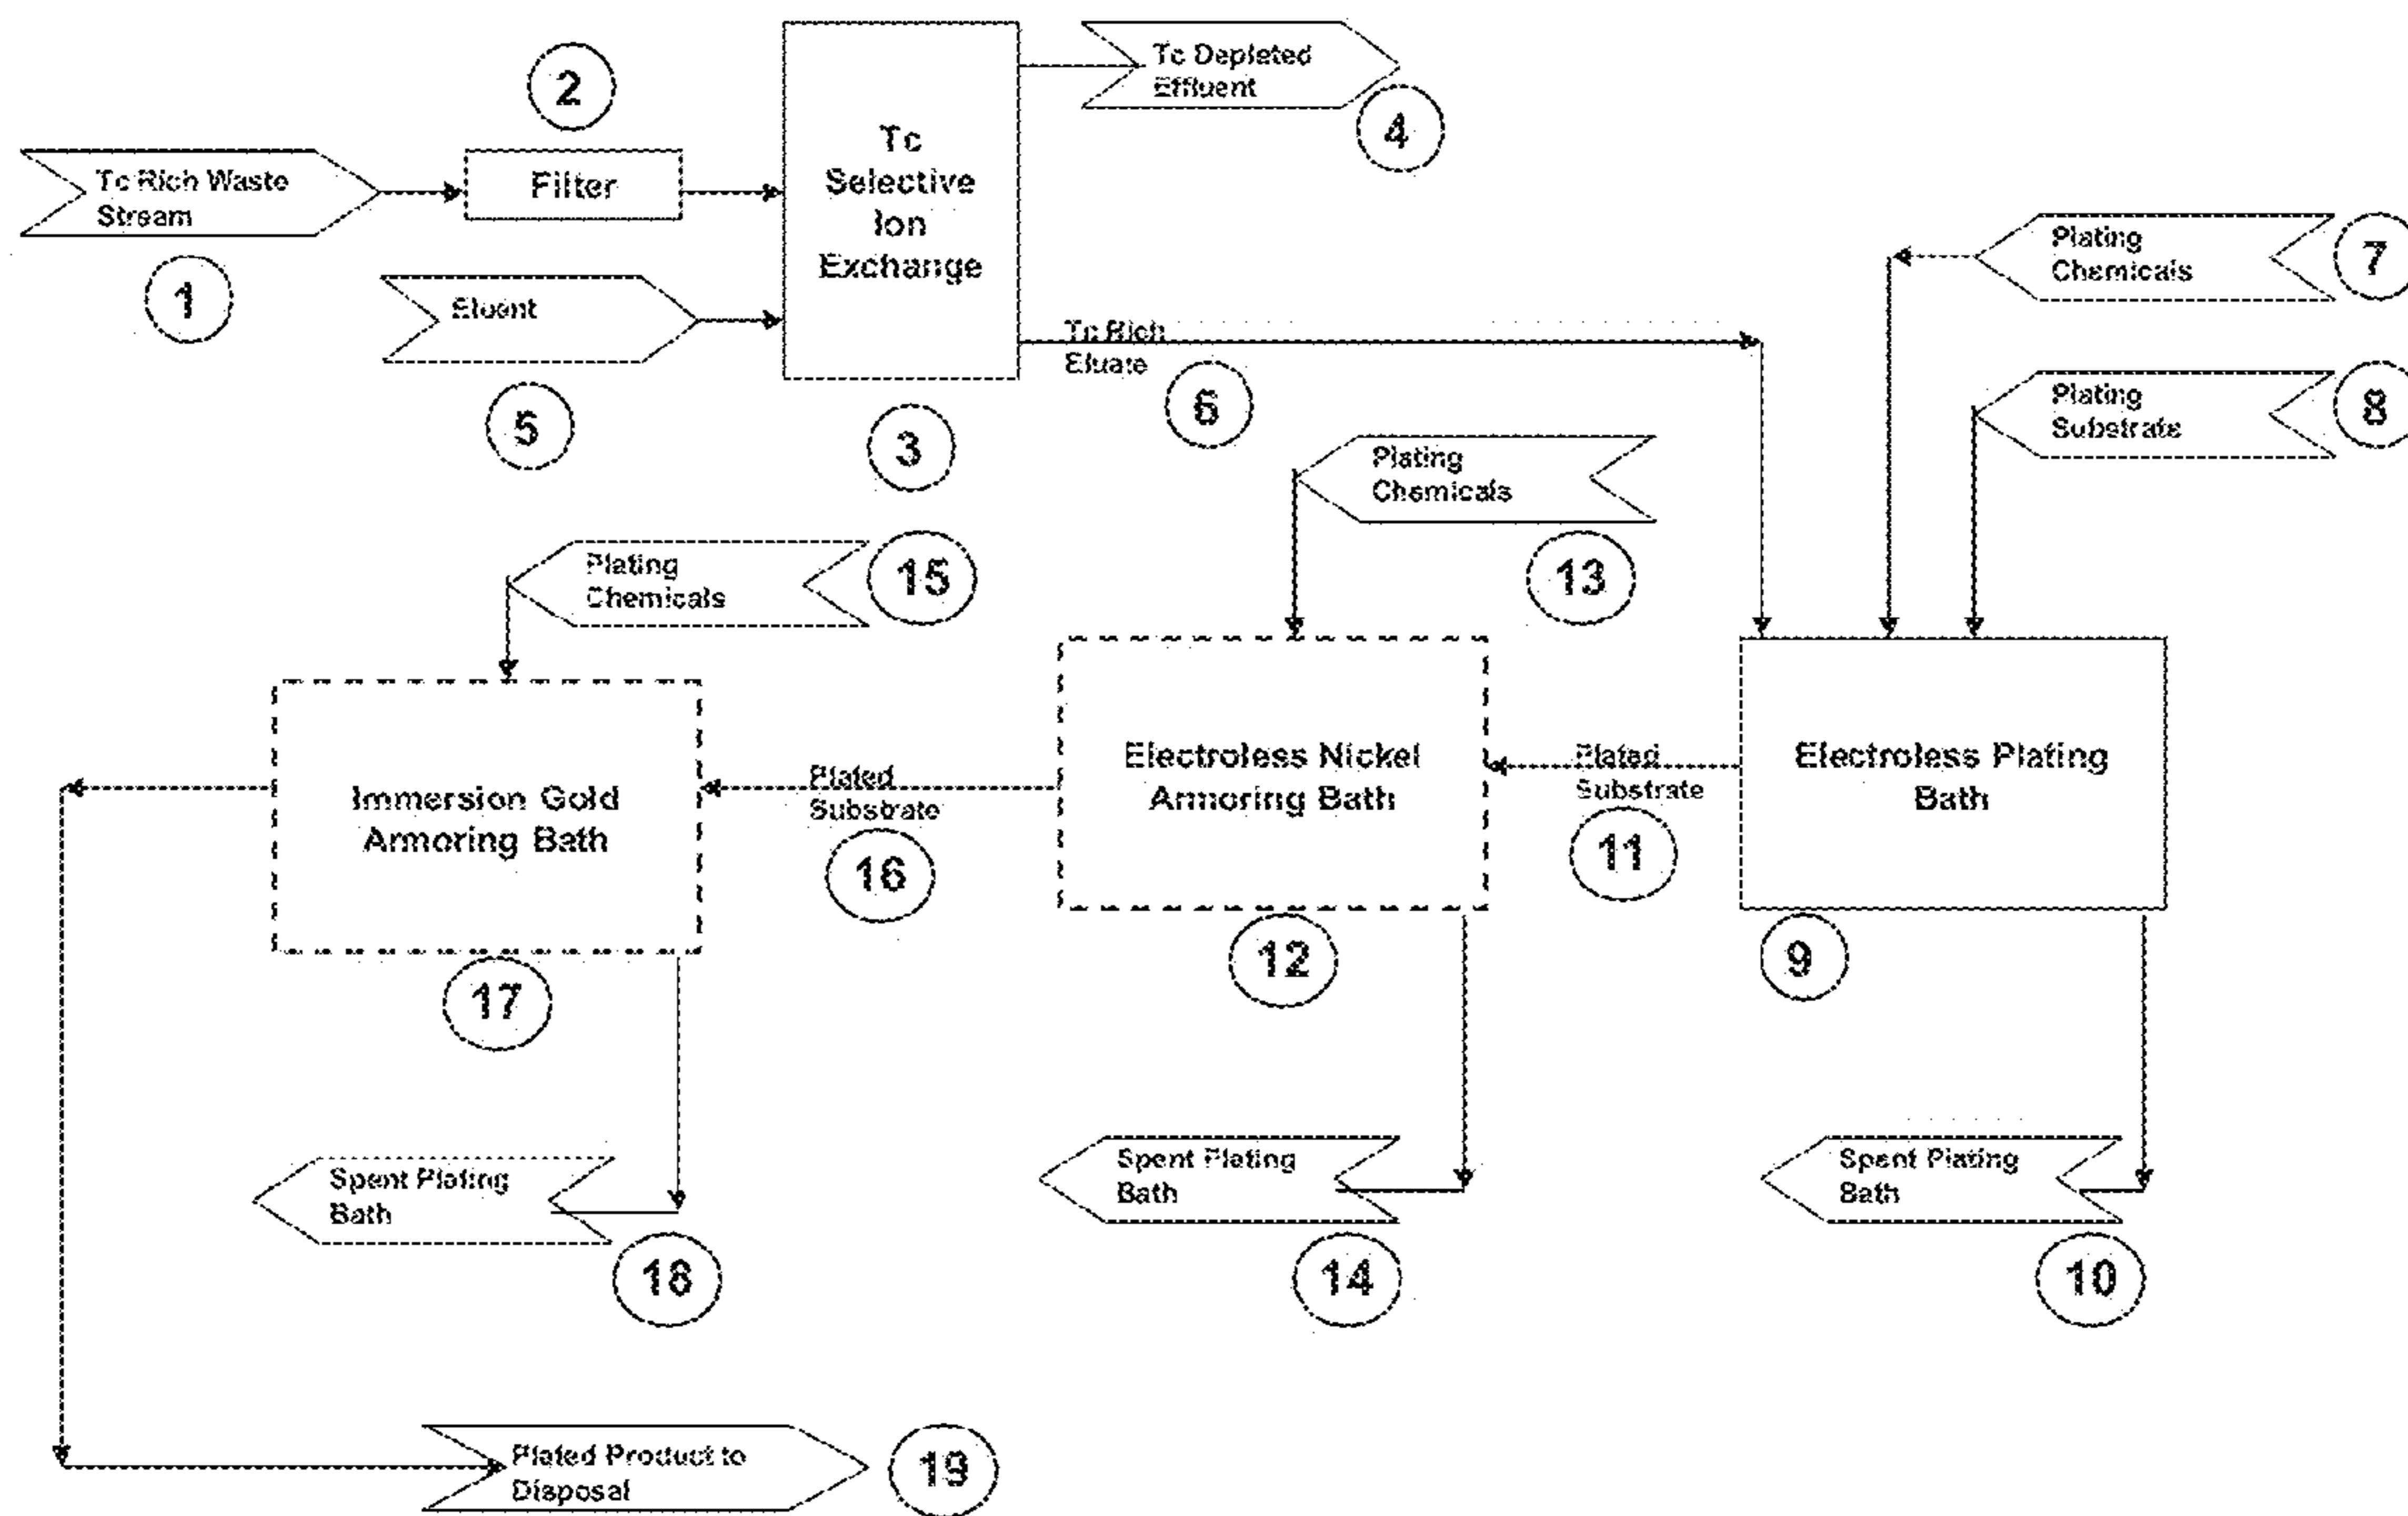 2
Tc Depleted
Effluent
4
Tc Rich Waste
Stream
1
Filter
Tc
Selective
Ion
Exchange
3
Eluent
5
Tc Rich
Eluate
6
Plating
Chemicals
7
Plating
Substrate
8
Plating
Chemicals
13
Plating
Chemicals
15
Immersion Gold
Armoring Bath
17
Plated
Substrate
16
Electroless Nickel
Armoring Bath
12
Plated
Substrate
11
Electroless Plating
Bath
9
Spent Plating
Bath
18
Spent Plating
Bath
14
Spent Plating
Bath
10
Plated Product to
Disposal
19